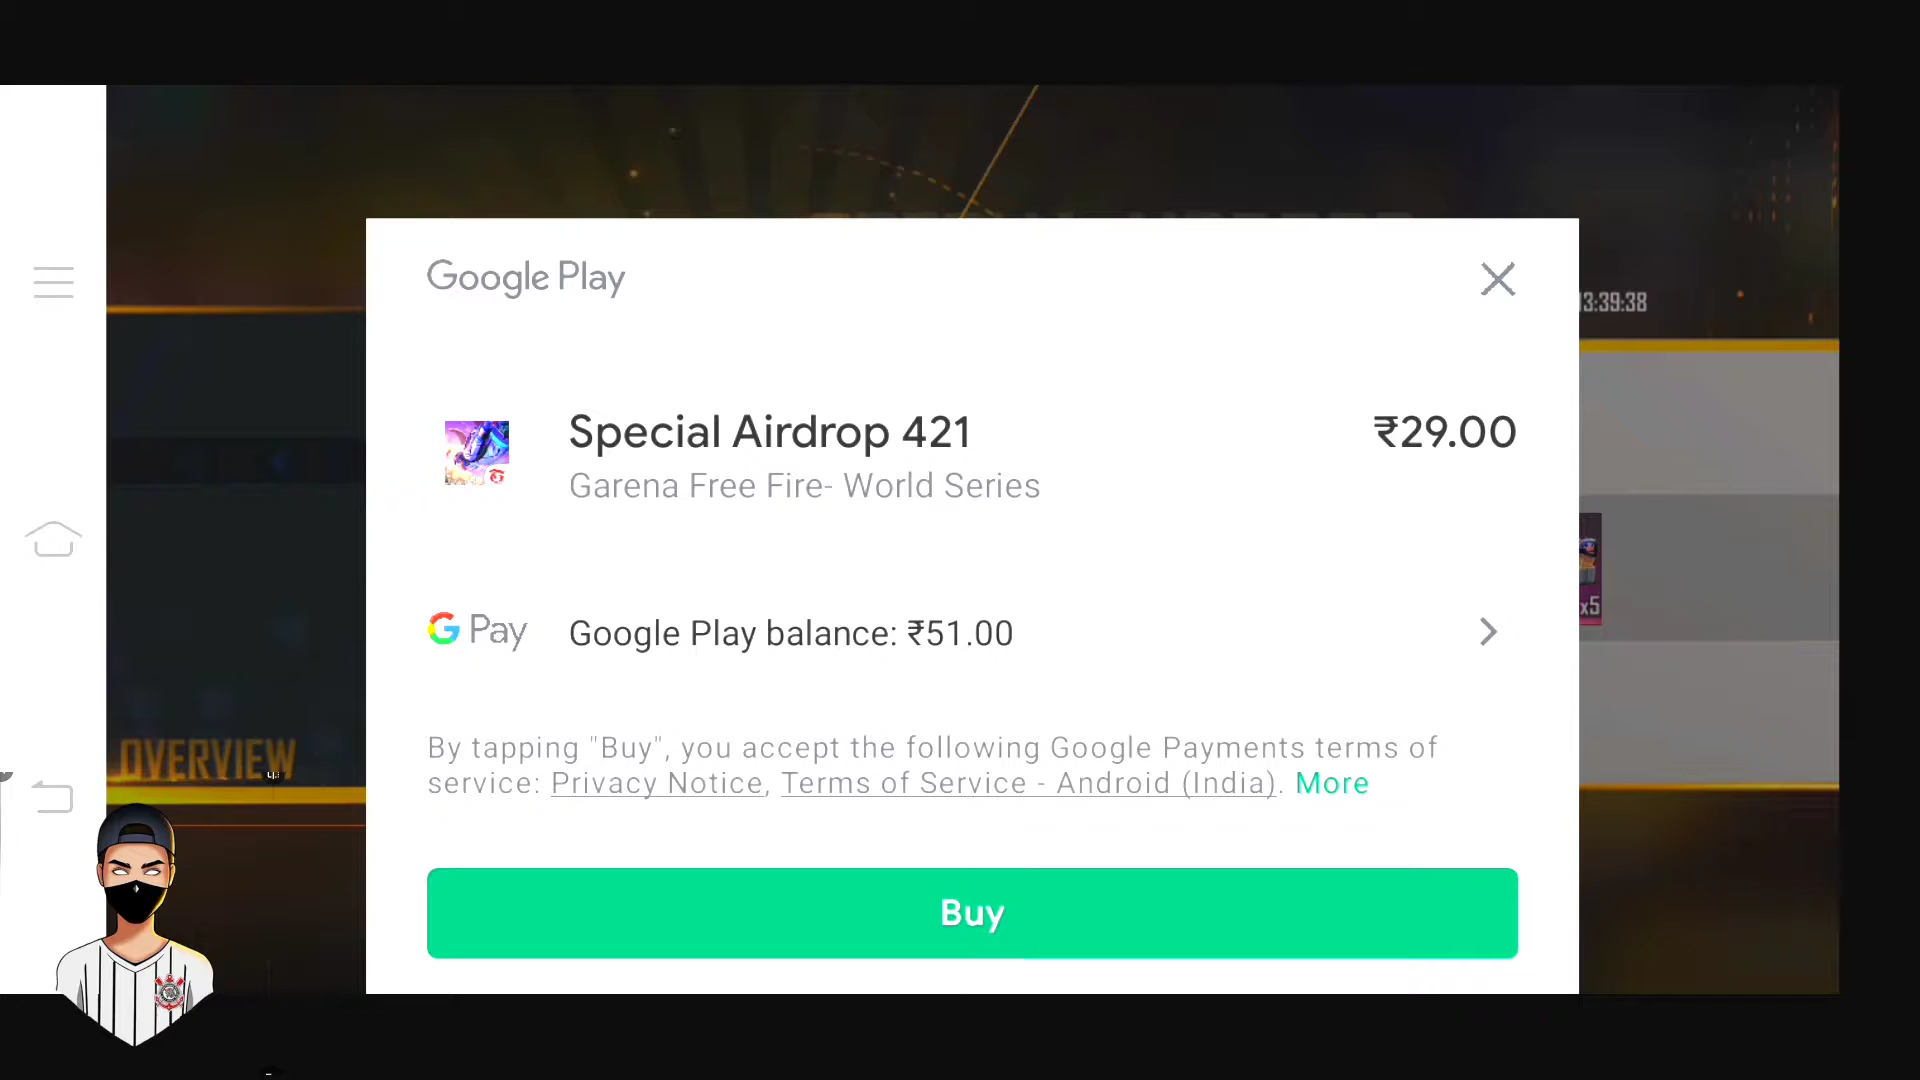 Google Play
13:39:38
Special Airdrop 421
₹29.00
Garena Free Fire- World Series
x5
G Pay
Google Play balance: ₹51.00
By tapping "Buy", you accept the following Google Payments terms of
service: Privacy Notice, Terms of Service - Android (India). More
OVERVIEW
Buy